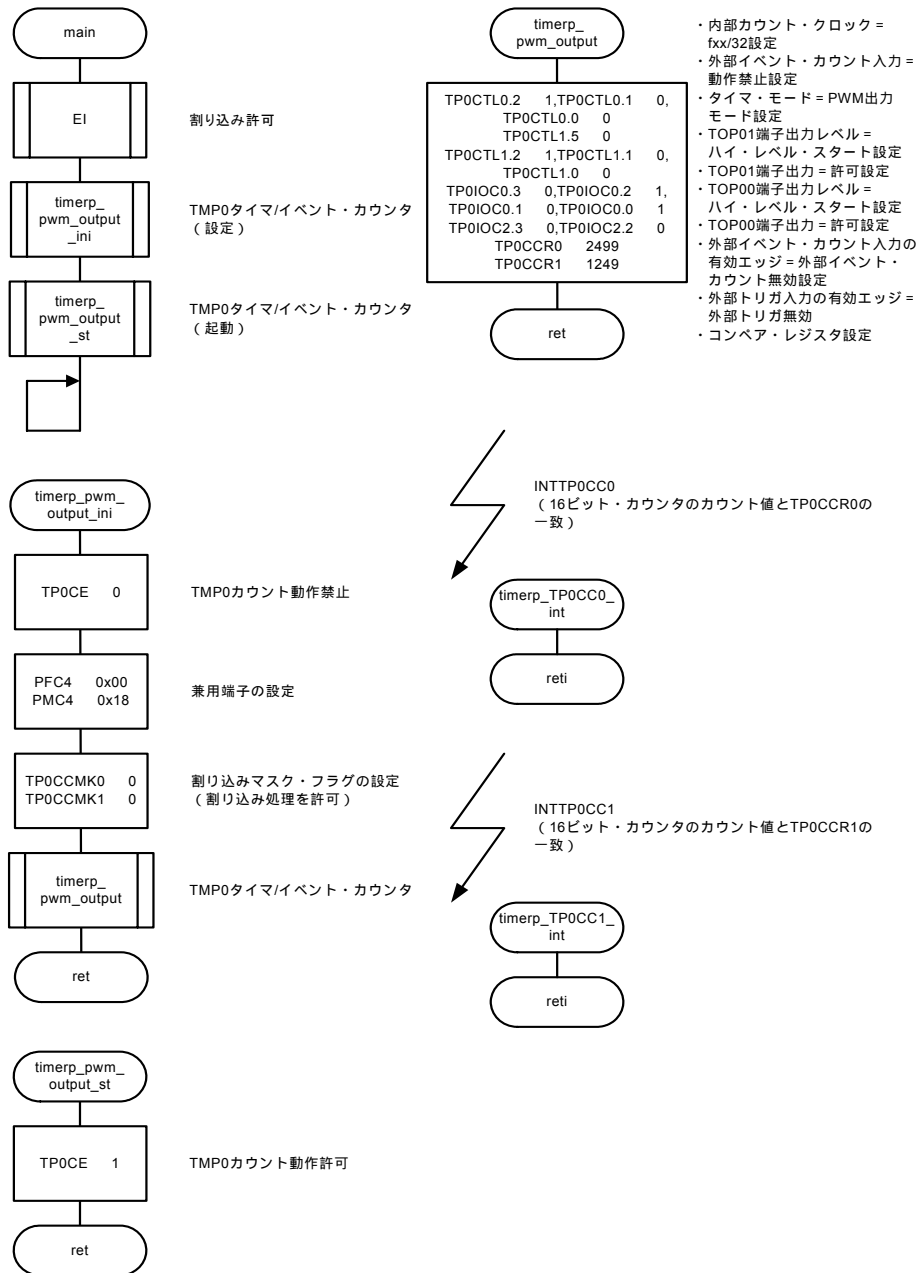 main
EI
割り込み許可
timerp_
pwm_output
_ini
TMP0タイマ/イベント・カウンタ
（設定）
timerp_
pwm_output
_st
TMP0タイマ/イベント・カウンタ
（起動）
timerp_
pwm_output
TP0CTL0.2 1,TP0CTL0.1 0,
TP0CTL0.0 0
TP0CTL1.5 0
TP0CTL1.2 1,TP0CTL1.1 0,
TP0CTL1.0 0
TP0IOC0.3 0,TP0IOC0.2 1,
TP0IOC0.1 0,TP0IOC0.0 1
TP0IOC2.3 0,TP0IOC2.2 0
TP0CCR0 2499
TP0CCR1 1249
ret
・内部カウント・クロック =
fxx/32設定
・外部イベント・カウント入力 =
動作禁止設定
・タイマ・モード = PWM出力
モード設定
・TOP01端子出力レベル =
ハイ・レベル・スタート設定
・TOP01端子出力 = 許可設定
・TOP00端子出力レベル =
ハイ・レベル・スタート設定
・TOP00端子出力 = 許可設定
・外部イベント・カウント入力の
有効エッジ = 外部イベント・
カウント無効設定
・外部トリガ入力の有効エッジ =
外部トリガ無効
・コンペア・レジスタ設定
timerp_pwm_
output_ini
TP0CE 0
TMP0カウント動作禁止
PFC4 0x00
PMC4 0x18
兼用端子の設定
TP0CCMK0 0
TP0CCMK1 0
割り込みマスク・フラグの設定
（割り込み処理を許可）
timerp_
pwm_output
TMP0タイマ/イベント・カウンタ
ret
INTTP0CC0
（16ビット・カウンタのカウント値とTP0CCR0の
一致）
timerp_TP0CC0_
int
reti
INTTP0CC1
（16ビット・カウンタのカウント値とTP0CCR1の
一致）
timerp_TP0CC1_
int
reti
timerp_pwm_
output_st
TP0CE 1
TMP0カウント動作許可
ret